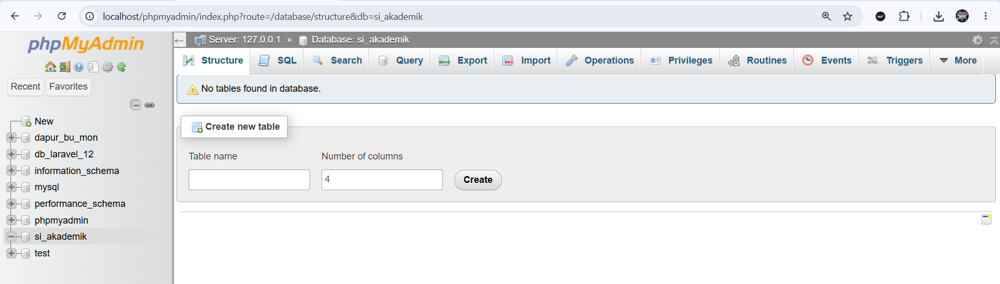 localhost/phpmyadmin/index.php?route=/database/structure&db=si_akademik
phpMyAdmin
Server: 127.0.0.1 » Database: si_akademik
Structure SQL Search Query Export Import Operations Privileges Routines Events Triggers More
Recent Favorites
No tables found in database.
New
dapur_bu_mon
db_laravel_12
information_schema
mysql
performance_schema
phpmyadmin
si_akademik
test
Create new table
Table name Number of columns
4 Create